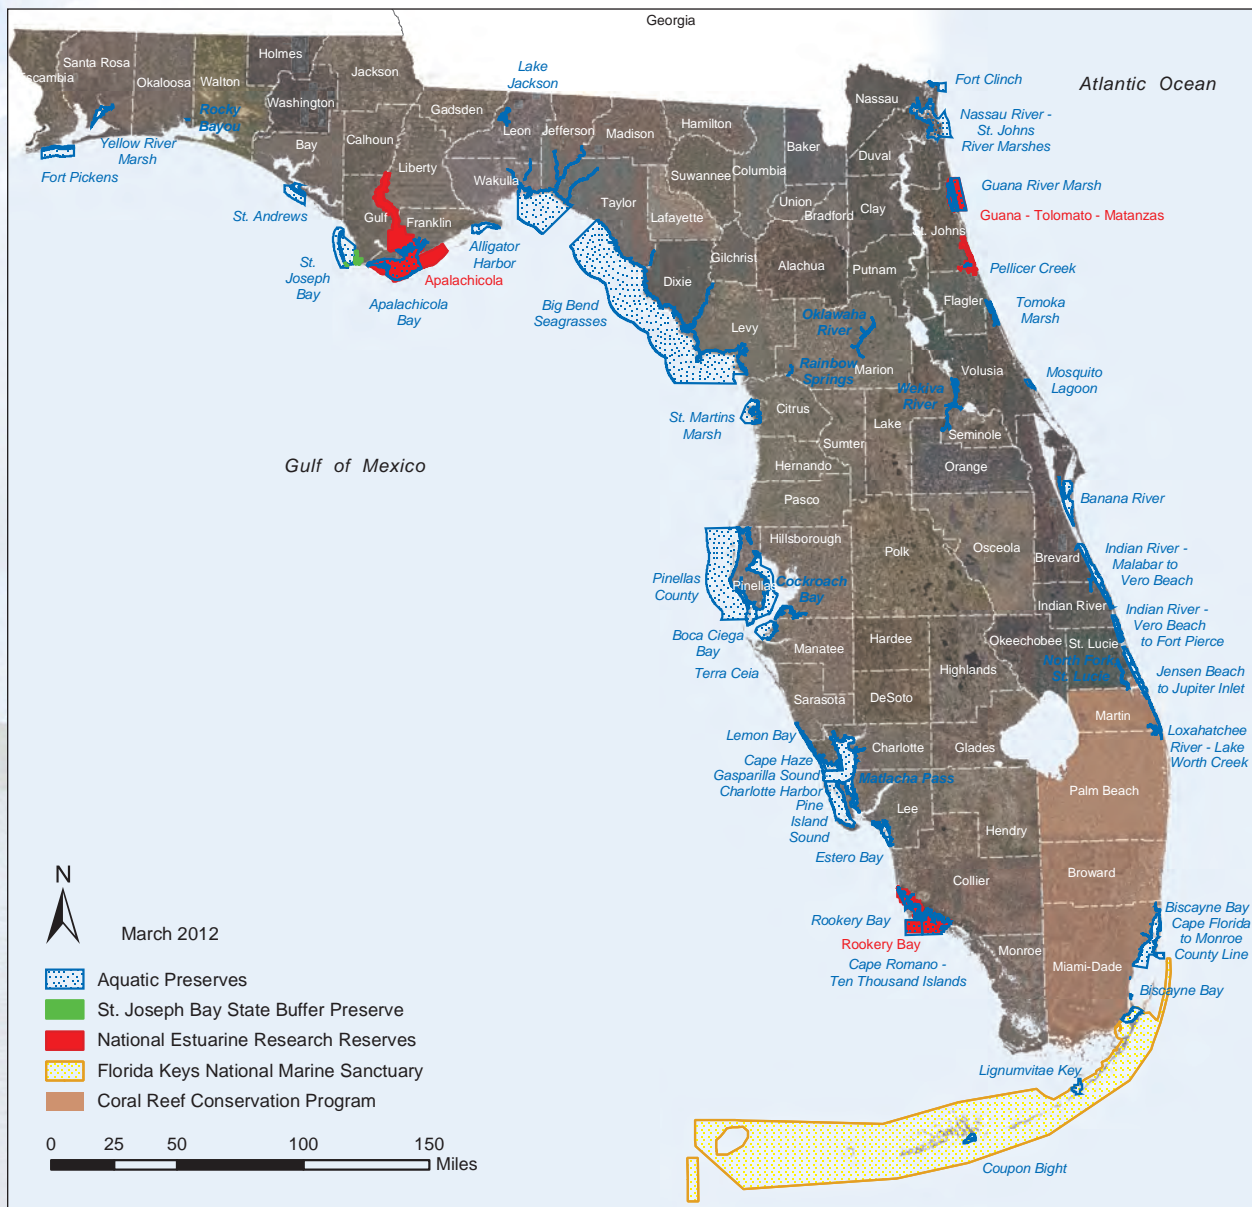 Georgia
Atlantic Ocean
Gulf of Mexico
Santa Rosa
Escambia
Okaloosa
Walton
Holmes
Washington
Jackson
Bay
Calhoun
Gadsden
Liberty
Gulf
Franklin
Leon
Wakulla
Jefferson
Madison
Taylor
Hamilton
Suwannee
Lafayette
Columbia
Baker
Union
Bradford
Nassau
Duval
Clay
St. Johns
Putnam
Alachua
Gilchrist
Dixie
Levy
Marion
Flagler
Volusia
Citrus
Sumter
Lake
Seminole
Orange
Hernando
Pasco
Hillsborough
Pinellas
Polk
Osceola
Brevard
Indian River
Manatee
Hardee
Highlands
Okeechobee
St. Lucie
Sarasota
DeSoto
Martin
Charlotte
Glades
Palm Beach
Lee
Hendry
Collier
Broward
Monroe
Miami-Dade
Lake
Jackson
Rocky
Bayou
Yellow River
Marsh
Fort Pickens
St. Andrews
St.
Joseph
Bay
Apalachicola
Bay
Apalachicola
Alligator
Harbor
Big Bend
Seagrasses
Fort Clinch
Nassau River -
St. Johns
River Marshes
Guana River Marsh
Guana - Tolomato - Matanzas
Pellicer Creek
Tomoka
Marsh
Mosquito
Lagoon
Oklawaha
River
Rainbow
Springs
Wekiva
River
St. Martins
Marsh
Banana River
Indian River -
Malabar to
Vero Beach
Indian River -
Vero Beach
to Fort Pierce
North Fork,
St. Lucie
Jensen Beach
to Jupiter Inlet
Loxahatchee
River - Lake
Worth Creek
Pinellas
County
Cockroach
Bay
Boca Ciega
Bay
Terra Ceia
Lemon Bay
Cape Haze
Gasparilla Sound
Charlotte Harbor
Pine
Island
Sound
Matlacha Pass
Estero Bay
Rookery Bay
Rookery Bay
Cape Romano -
Ten Thousand Islands
Biscayne Bay
Cape Florida
to Monroe
County Line
Biscayne Bay
Lignumvitae Key
Coupon Bight
N
March 2012
Aquatic Preserves
St. Joseph Bay State Buffer Preserve
National Estuarine Research Reserves
Florida Keys National Marine Sanctuary
Coral Reef Conservation Program
0 25 50 100 150
Miles